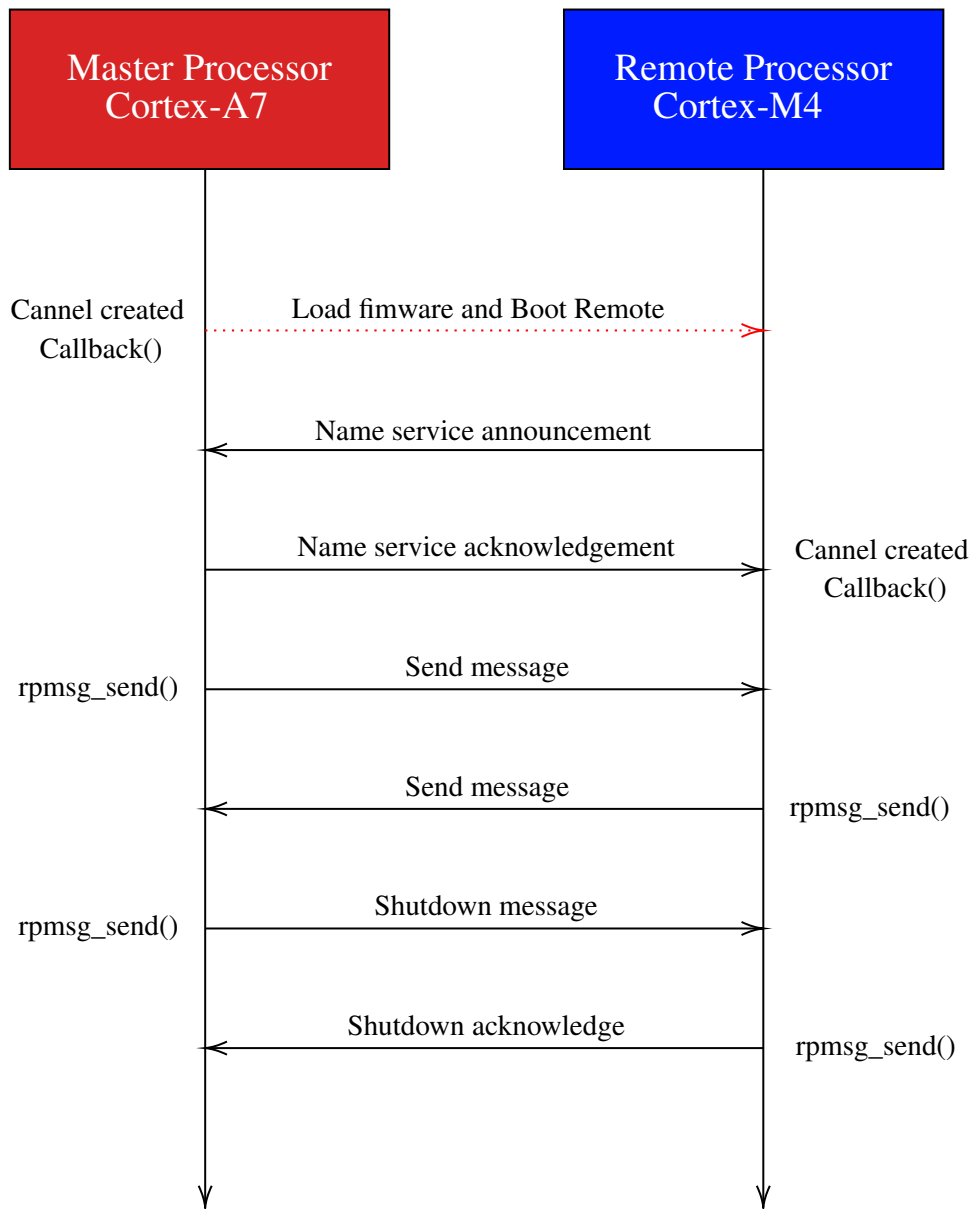 Master Processor
Cortex-A7
Remote Processor
Cortex-M4
Cannel created
Callback()
Load fimware and Boot Remote
Name service announcement
Name service acknowledgement
Cannel created
Callback()
rpmsg_send()
Send message
Send message
rpmsg_send()
rpmsg_send()
Shutdown message
Shutdown acknowledge
rpmsg_send()